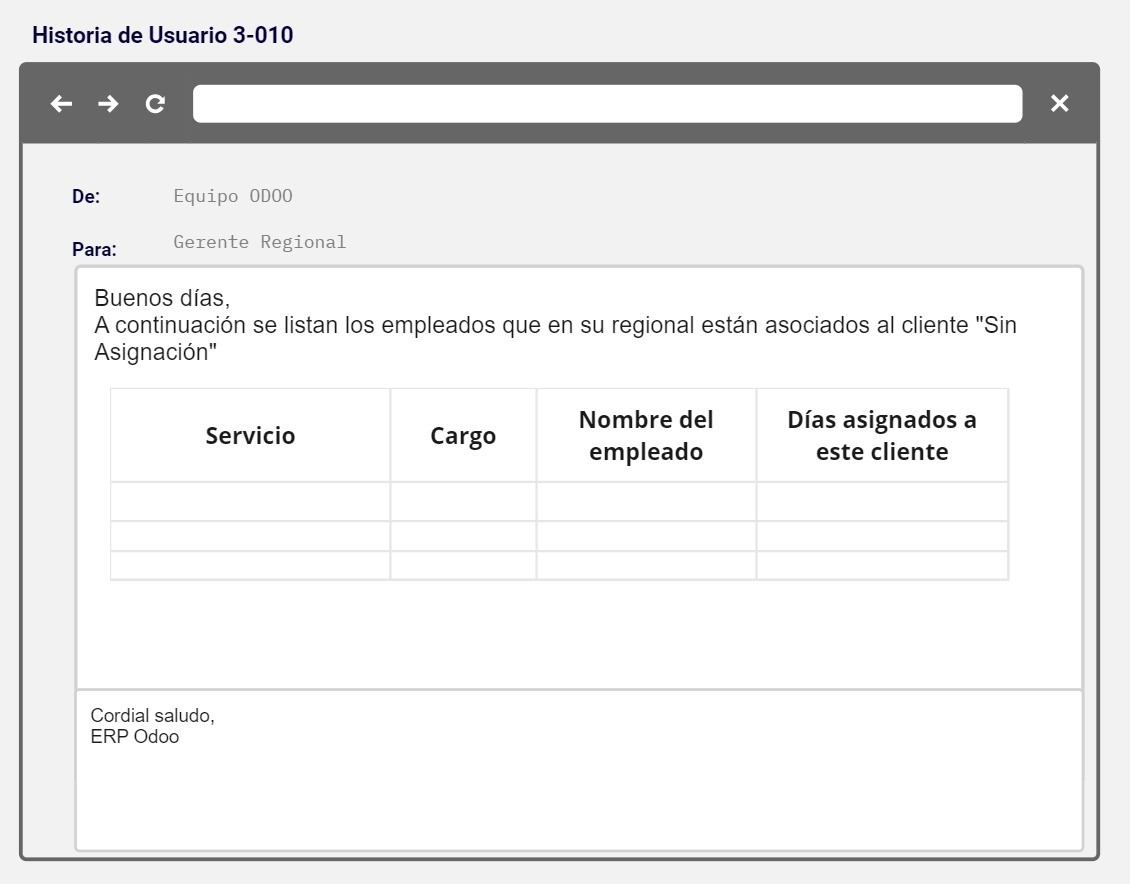 Historia de Usuario 3-010
De: Equipo ODOO
Para: Gerente Regional
Buenos días,
A continuación se listan los empleados que en su regional están asociados al cliente "Sin
Asignación"
Servicio Cargo Nombre del empleado Días asignados a este cliente
Cordial saludo,
ERP Odoo